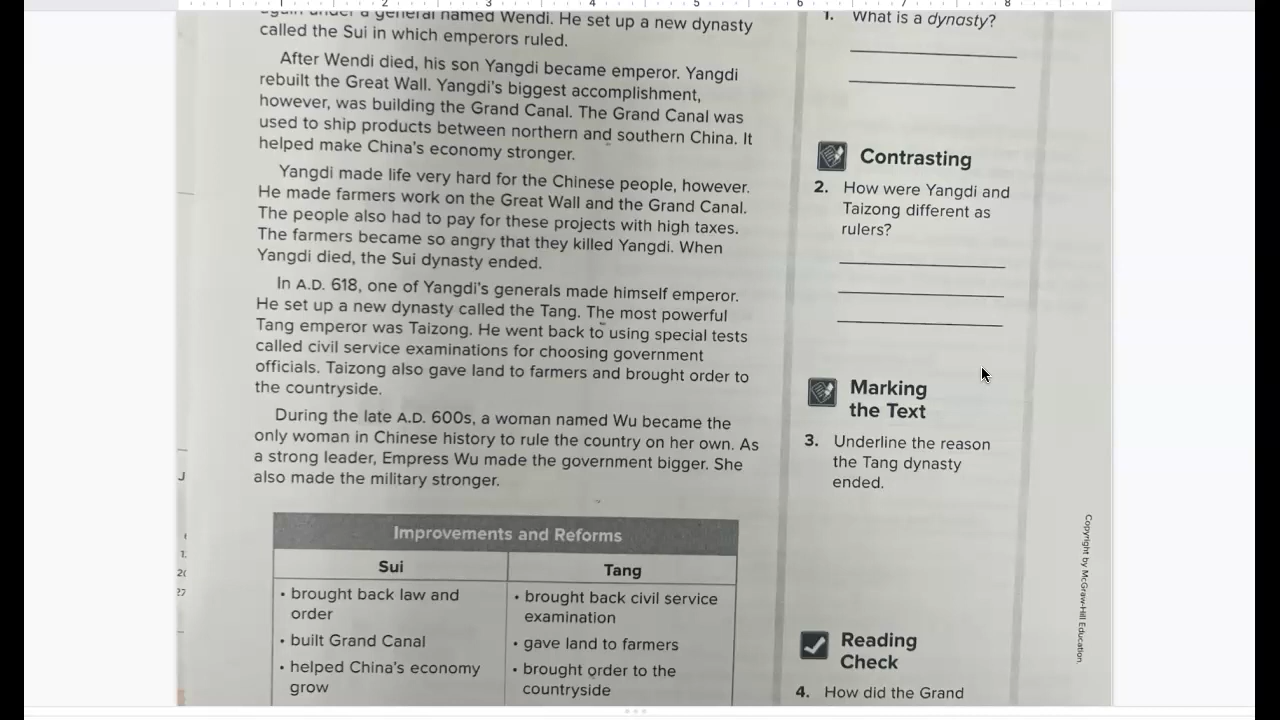 again under a general named Wendi. He set up a new dynasty
called the Sui in which emperors ruled.
After Wendi died, his son Yangdi became emperor. Yangdi
rebuilt the Great Wall. Yangdi's biggest accomplishment,
however, was building the Grand Canal. The Grand Canal was
used to ship products between northern and southern China. It
helped make China's economy stronger.
Yangdi made life very hard for the Chinese people, however.
He made farmers work on the Great Wall and the Grand Canal.
The people also had to pay for these projects with high taxes.
The farmers became so angry that they killed Yangdi. When
Yangdi died, the Sui dynasty ended.
In A.D. 618, one of Yangdi's generals made himself emperor.
He set up a new dynasty called the Tang. The most powerful
Tang emperor was Taizong. He went back to using special tests
called civil service examinations for choosing government
officials. Taizong also gave land to farmers and brought order to
the countryside.
During the late A.D. 600s, a woman named Wu became the
only woman in Chinese history to rule the country on her own. As
a strong leader, Empress Wu made the government bigger. She
also made the military stronger.
Improvements and Reforms
Sui
• brought back law and
order
• built Grand Canal
• helped China's economy
grow
Tang
• brought back civil service
examination
• gave land to farmers
• brought order to the
countryside
1. What is a dynasty?
Contrasting
2. How were Yangdi and
Taizong different as
rulers?
Marking
the Text
3. Underline the reason
the Tang dynasty
ended.
Reading
Check
4. How did the Grand
Copyright by McGraw-Hill Education.
1 2 3 4 5 6 7 8
J
1.
20
27